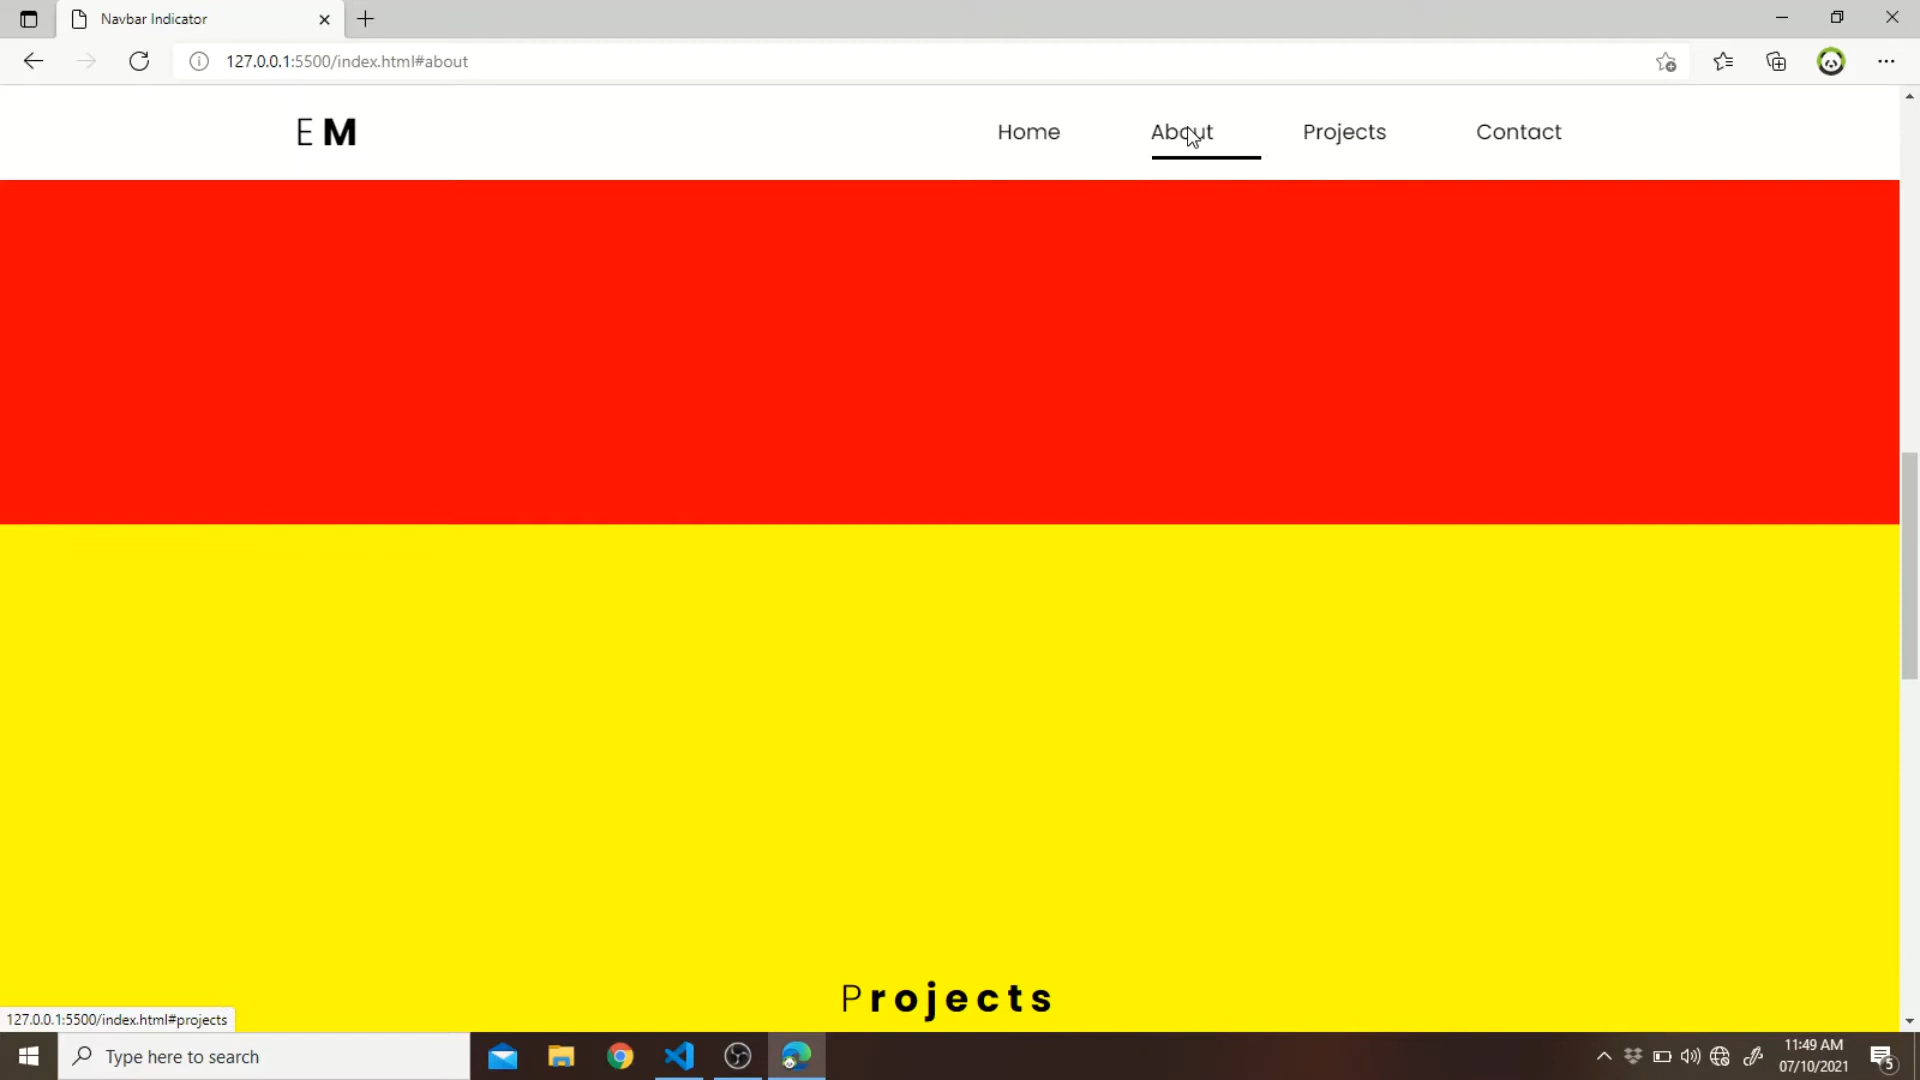 Navbar Indicator
127.0.0.1:5500/index.html#about
E M
Home About Projects Contact
Projects
127.0.0.1:5500/index.html#projects
Type here to search
11:49 AM
07/10/2021
5